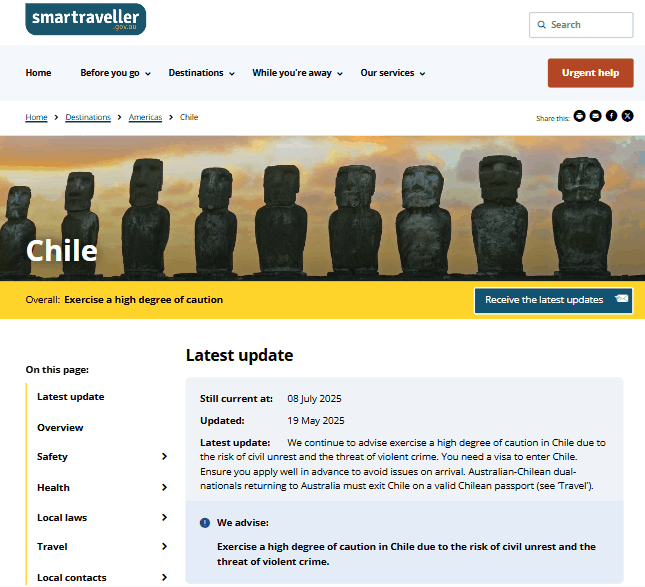 smartraveller
.gov.au
Search
Home
Before you go
Destinations
While you're away
Our services
Urgent help
Home > Destinations > Americas > Chile
Share this:
Chile
Overall: Exercise a high degree of caution
Receive the latest updates
On this page:
Latest update
Overview
Safety
Health
Local laws
Travel
Local contacts
Latest update
Still current at: 08 July 2025
Updated: 19 May 2025
Latest update: We continue to advise exercise a high degree of caution in Chile due to
the risk of civil unrest and the threat of violent crime. You need a visa to enter Chile.
Ensure you apply well in advance to avoid issues on arrival. Australian-Chilean dual-
nationals returning to Australia must exit Chile on a valid Chilean passport (see 'Travel').
We advise:
Exercise a high degree of caution in Chile due to the risk of civil unrest and the
threat of violent crime.